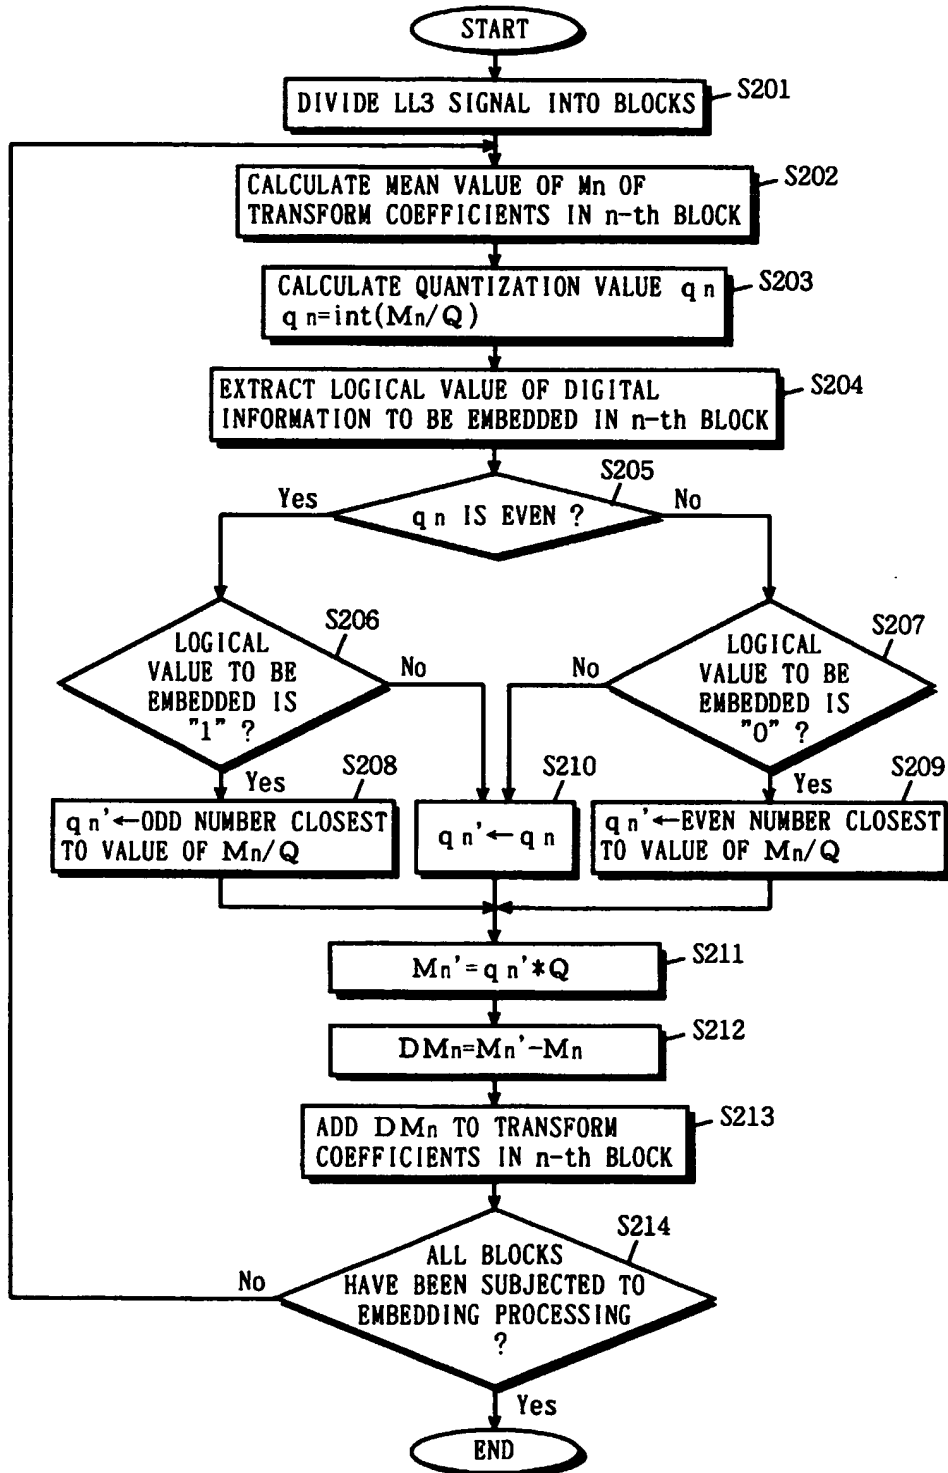 START
DIVIDE LL3 SIGNAL INTO BLOCKS
S201
CALCULATE MEAN VALUE OF Mn OF
TRANSFORM COEFFICIENTS IN n-th BLOCK
S202
CALCULATE QUANTIZATION VALUE qn
qn=int(Mn/Q)
S203
EXTRACT LOGICAL VALUE OF DIGITAL
INFORMATION TO BE EMBEDDED IN n-th BLOCK
S204
S205
Yes
qn IS EVEN ?
No
S206
LOGICAL
VALUE TO BE
EMBEDDED IS
"1" ?
No
Yes
S207
LOGICAL
VALUE TO BE
EMBEDDED IS
"0" ?
No
Yes
S208
qn'←ODD NUMBER CLOSEST
TO VALUE OF Mn/Q
S210
qn'←qn
S209
qn'←EVEN NUMBER CLOSEST
TO VALUE OF Mn/Q
Mn'=qn'*Q
S211
DMn=Mn'-Mn
S212
ADD DMn TO TRANSFORM
COEFFICIENTS IN n-th BLOCK
S213
S214
ALL BLOCKS
HAVE BEEN SUBJECTED TO
EMBEDDING PROCESSING
?
No
Yes
END